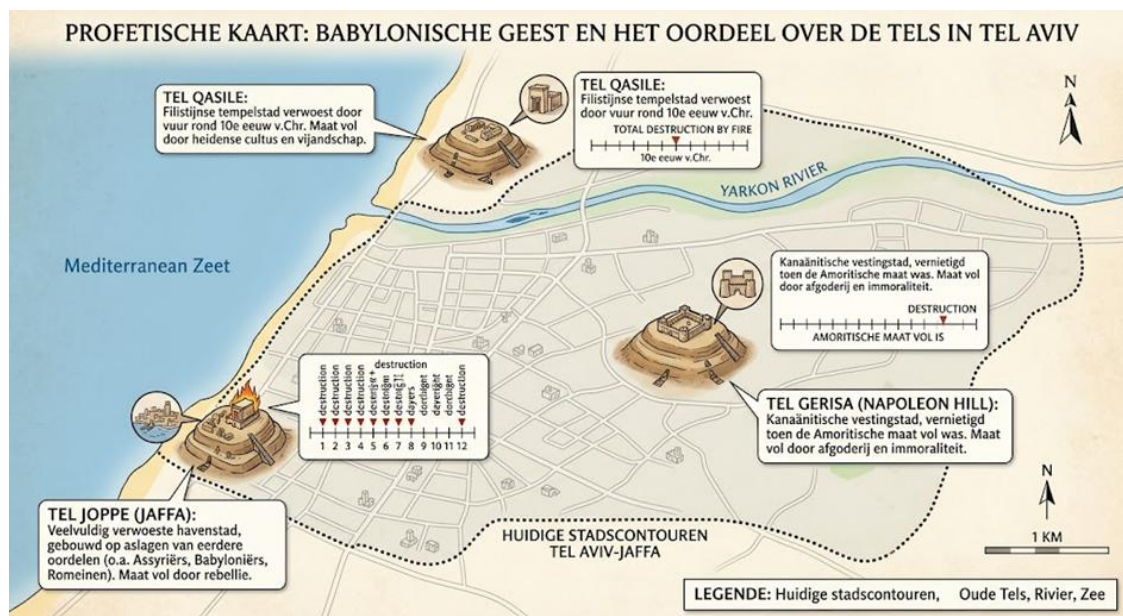 PROFETISCHE KAART: BABYLONISCHE GEEST EN HET OORDEEL OVER DE TELS IN TEL AVIV
TEL QASILE:
Filistijnse tempelstad verwoest door
vuur rond 10e eeuw v.Chr. Maat vol
door heidense cultus en vijandschap.
TEL QASILE:
Filistijnse tempelstad verwoest
door vuur rond 10e eeuw v.Chr.
TOTAL DESTRUCTION BY FIRE
10e eeuw v.Chr.
N
YARKON RIVIER
Mediterranean Zeet
Kanaänitische vestingstad, vernietigd
toen de Amoritische maat was. Maat vol
door afgoderij en immoraliteit.
DESTRUCTION
AMORITISCHE MAAT VOL IS
destruction
destruction
destruction
destruction
destruction
dayers
destruction
1 2 3 4 5 6 7 8 9 10 11 12
TEL GERISA (NAPOLEON HILL):
Kanaänitische vestingstad, vernietigd
toen de Amoritische maat vol was. Maat
vol door afgoderij en immoraliteit.
TEL JOPPE (JAFFA):
Veelvuldig verwoeste havenstad,
gebouwd op aslagen van eerdere
oordelen (o.a. Assyriërs, Babyloniërs,
Romeinen). Maat vol door rebellie.
HUIDIGE STADSCONTOUREN
TEL AVIV-JAFFA
N
1 KM
LEGENDE: Huidige stadscontouren, Oude Tels, Rivier, Zee